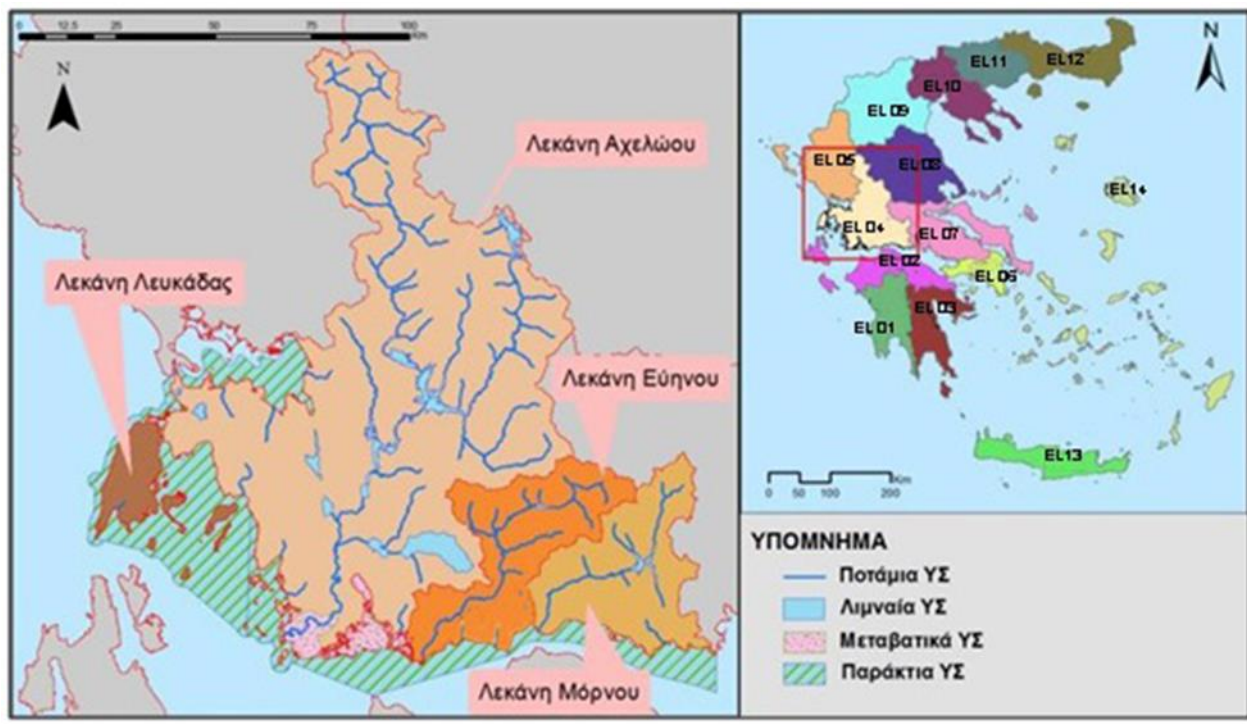 0 12.5 25 50 75 100
Km
N
Λεκάνη Αχελώου
Λεκάνη Λευκάδας
Λεκάνη Εύηνου
Λεκάνη Μόρνου
N
EL11
EL12
EL10
EL09
EL05
EL08
EL14
EL04
EL07
EL02
EL06
EL03
EL01
EL13
4
0 50 100 200
Km
ΥΠΟΜΝΗΜΑ
Ποτάμια ΥΣ
Λιμναία ΥΣ
Μεταβατικά ΥΣ
Παράκτια ΥΣ